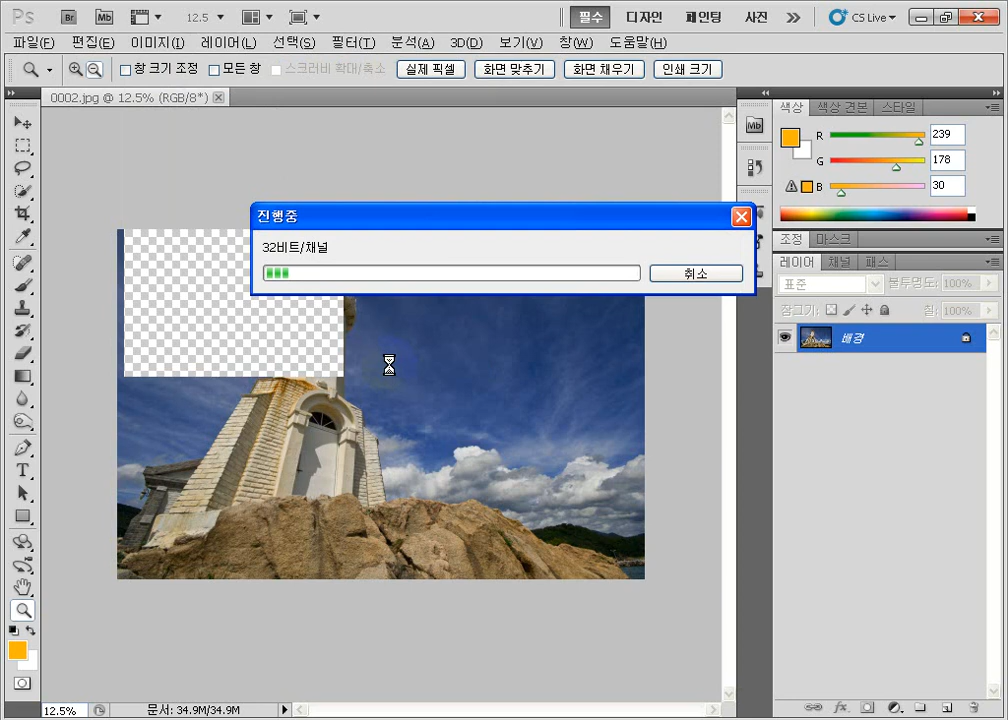 Ps Br Mb 12.5 필수 디자인 페인팅 사진 CS Live
파일(F) 편집(E) 이미지(I) 레이어(L) 선택(S) 필터(T) 분석(A) 3D(D) 보기(V) 창(W) 도움말(H)
창 크기 조정 모든 창 스크러비 확대/축소 실제 픽셀 화면 맞추기 화면 채우기 인쇄 크기
0002.jpg @ 12.5% (RGB/8*)
색상 색상 견본 스타일
Mb
R 239
G 178
B 30
진행중
32비트/채널
취소
조정 마스크
레이어 채널 패스
표준 불투명도: 100%
잠그기: 칠: 100%
배경
T
12.5% 문서: 34.9M/34.9M
fx